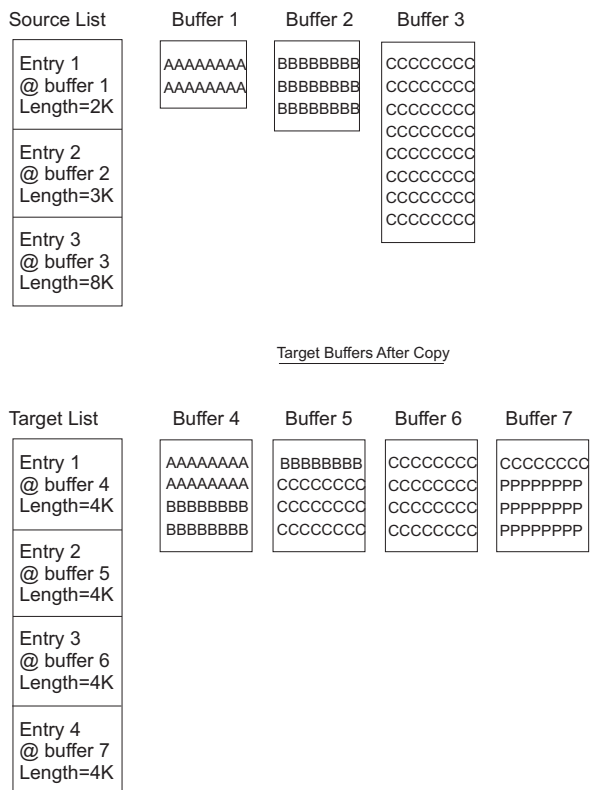 Source List
Buffer 1
Buffer 2
Buffer 3
Entry 1
@ buffer 1
Length=2K
Entry 2
@ buffer 2
Length=3K
Entry 3
@ buffer 3
Length=8K
AAAAAAAA
AAAAAAAA
BBBBBBBB
BBBBBBBB
BBBBBBBB
CCCCCCCC
CCCCCCCC
CCCCCCCC
CCCCCCCC
CCCCCCCC
CCCCCCCC
CCCCCCCC
CCCCCCCC
Target Buffers After Copy
Target List
Buffer 4
Buffer 5
Buffer 6
Buffer 7
Entry 1
@ buffer 4
Length=4K
Entry 2
@ buffer 5
Length=4K
Entry 3
@ buffer 6
Length=4K
Entry 4
@ buffer 7
Length=4K
AAAAAAAA
AAAAAAAA
BBBBBBBB
BBBBBBBB
BBBBBBBB
CCCCCCCC
CCCCCCCC
CCCCCCCC
CCCCCCCC
CCCCCCCC
CCCCCCCC
CCCCCCCC
CCCCCCCC
PPPPPPPP
PPPPPPPP
PPPPPPPP